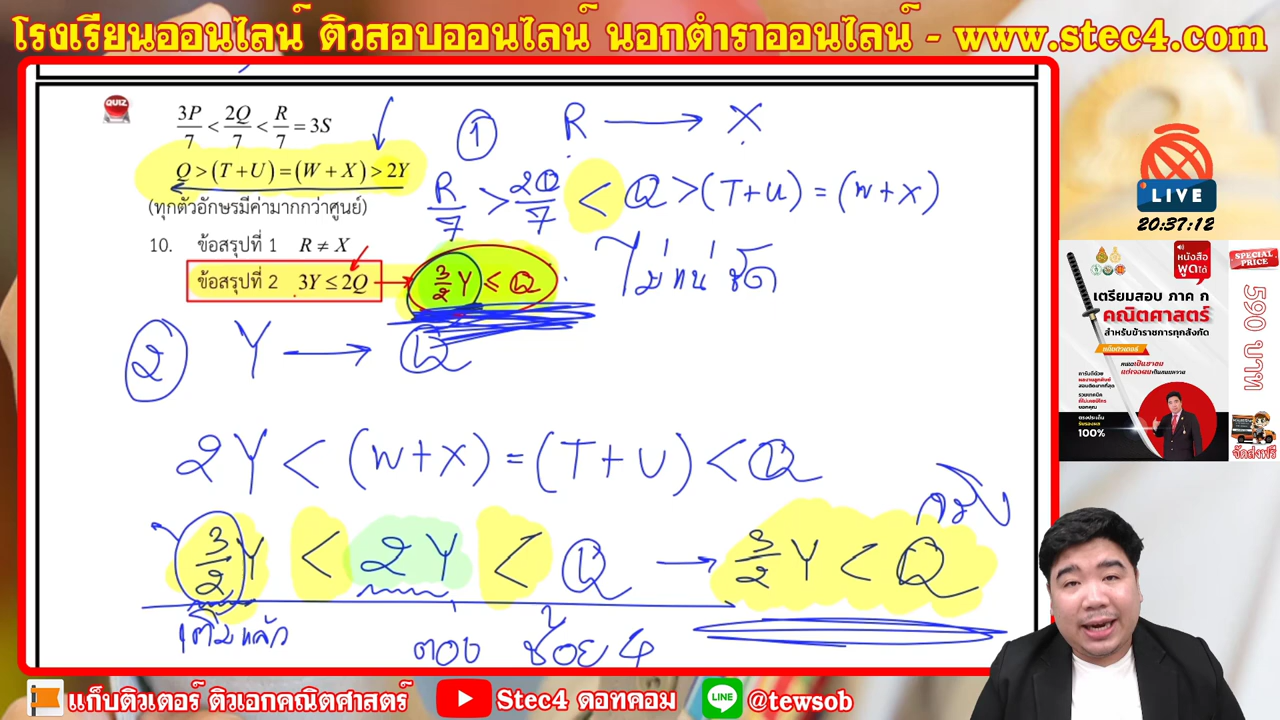 โรงเรียนออนไลน์ ติวสอบออนไลน์ นอกตำราออนไลน์ - www.stec4.com
QUIZ
3P/7 < 2Q/7 < R/7 = 3S
Q > (T+U) = (W+X) > 2Y
(ทุกตัวอักษรมีค่ามากกว่าศูนย์)
10. ข้อสรุปที่ 1 R ≠ X
ข้อสรุปที่ 2 3Y ≤ 2Q → 3/2 Y ≤ Q
1 R → X
R/7 > 2Q/7 < Q > (T+U) = (W+X)
ไม่แน่ชัด
2 Y → Q
2Y < (W+X) = (T+U) < Q
3/2 Y < 2Y < Q → 3/2 Y < Q
จริง
เติมแล้ว
ตอบ ช้อย 4
LIVE
20:37:12
หนังสือ
พูดได้
SPECIAL
PRICE
590 บาท
เตรียมสอบ ภาค ก
คณิตศาสตร์
สำหรับข้าราชการทุกสังกัด
100%
จัดส่งฟรี
แก็บติวเตอร์ ติวเอกคณิตศาสตร์
Stec4 ดอทคอม
LINE
@tewsob